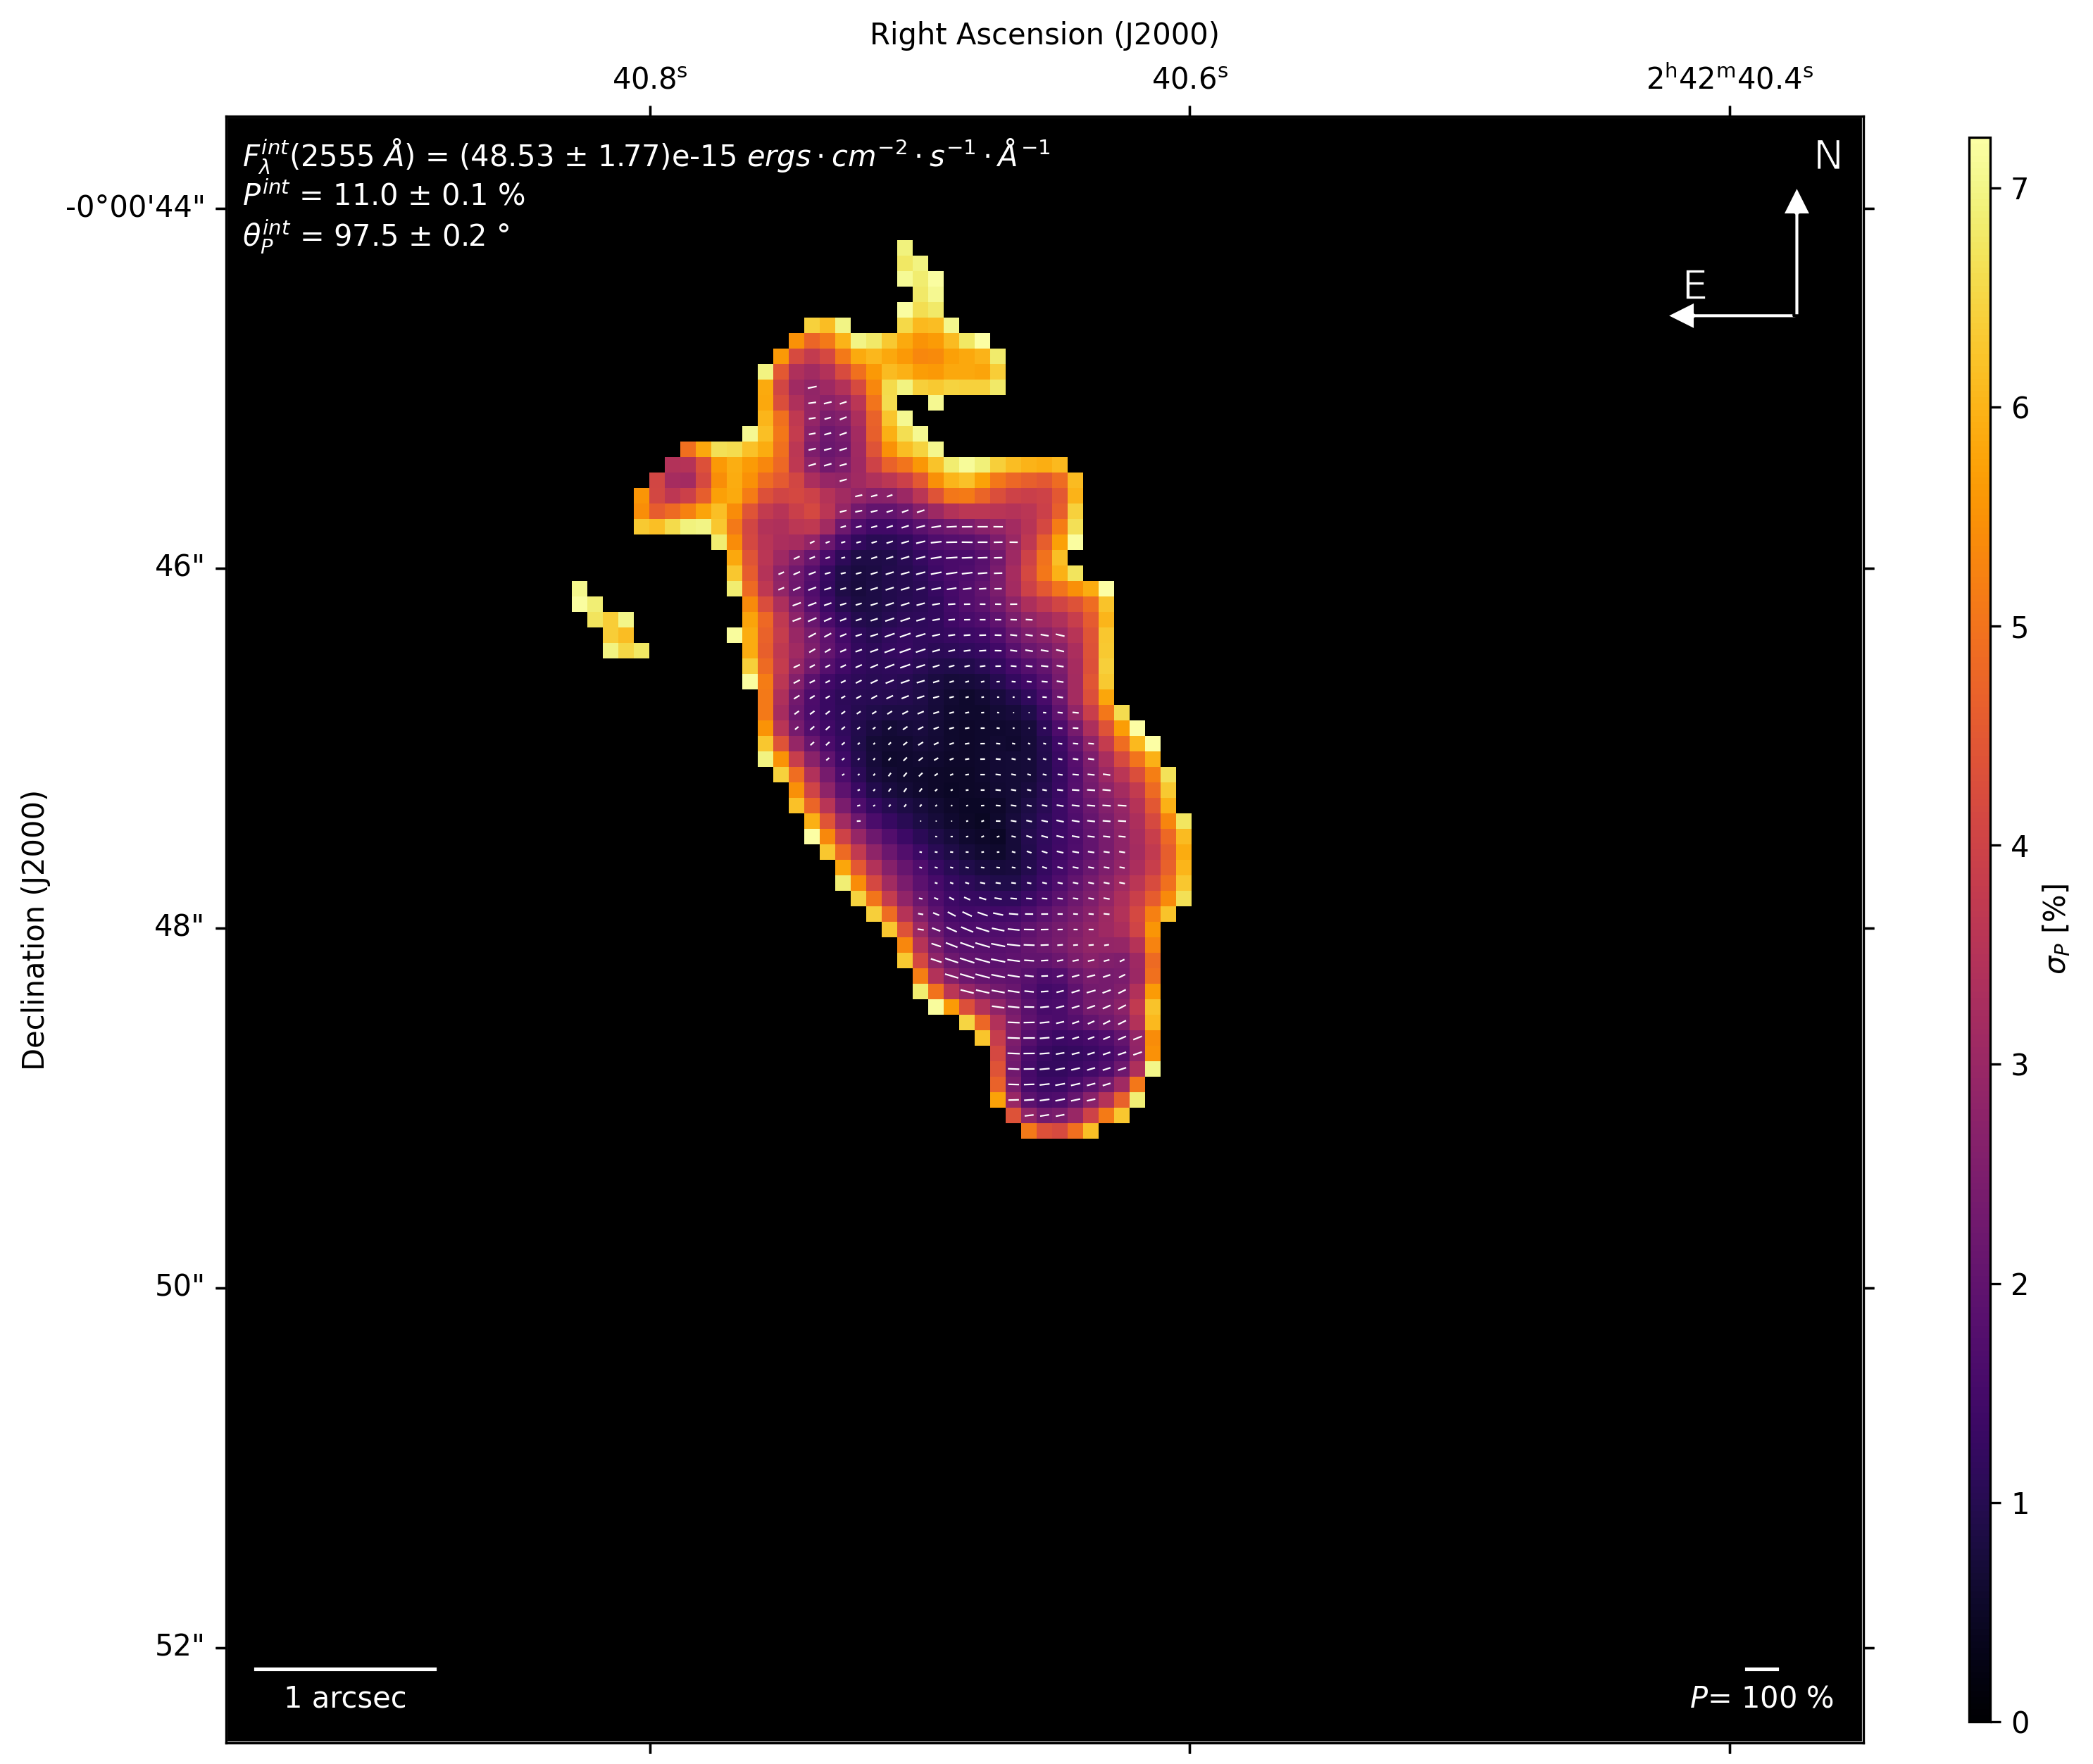 Right Ascension (J2000)
40.8ˢ 40.6ˢ 2ʰ42ᵐ40.4ˢ
F_λ^int(2555 Å) = (48.53 ± 1.77)e-15 ergs · cm⁻² · s⁻¹ · Å⁻¹
P^int = 11.0 ± 0.1 %
θ_P^int = 97.5 ± 0.2 °
N
E
-0°00'44"
46"
48"
50"
52"
Declination (J2000)
1 arcsec
P= 100 %
7
6
5
4
3
2
1
0
σ_P [%]